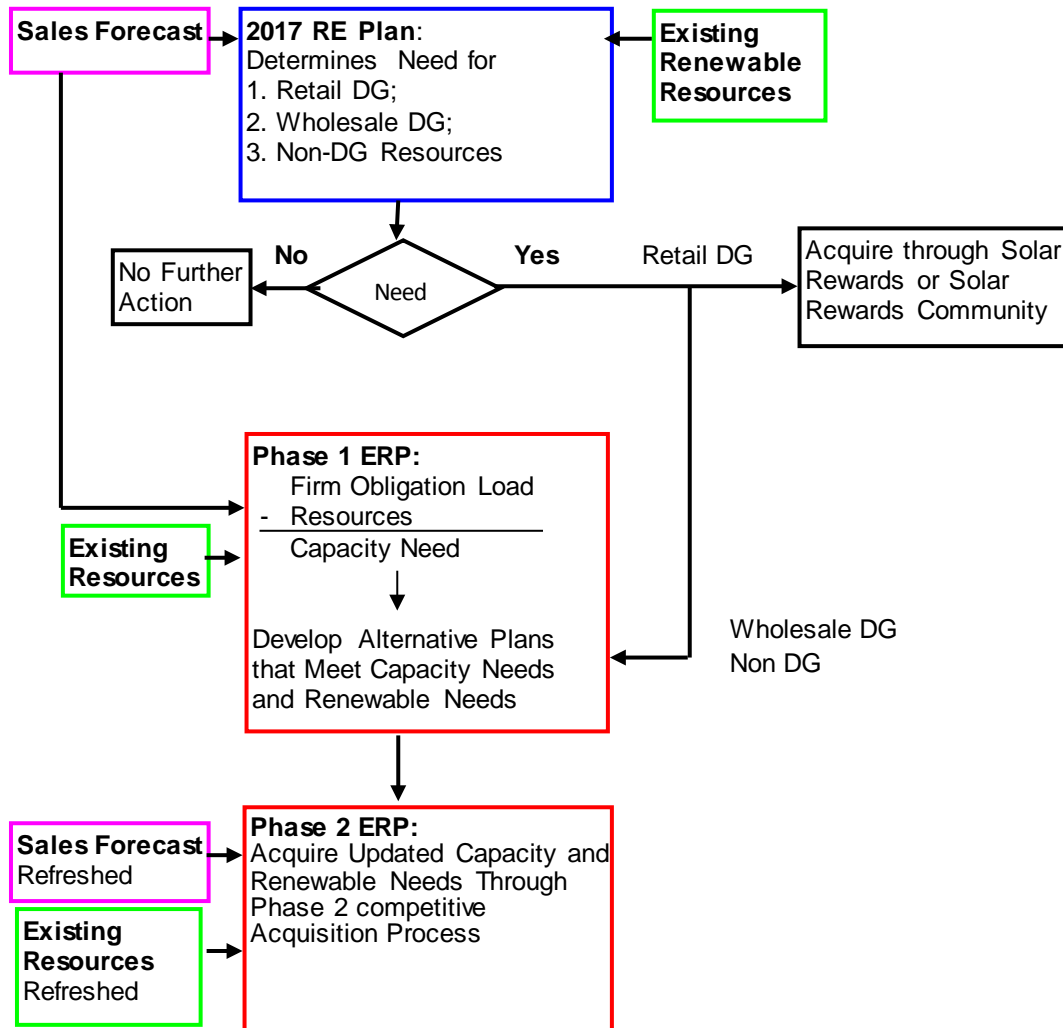 Sales Forecast
2017 RE Plan:
Determines Need for
1. Retail DG;
2. Wholesale DG;
3. Non-DG Resources
Existing
Renewable
Resources
No
Yes
Retail DG
No Further
Action
Need
Acquire through Solar
Rewards or Solar
Rewards Community
Phase 1 ERP:
Firm Obligation Load
- Resources
Capacity Need
Existing
Resources
Develop Alternative Plans
that Meet Capacity Needs
and Renewable Needs
Wholesale DG
Non DG
Sales Forecast
Refreshed
Phase 2 ERP:
Acquire Updated Capacity and
Renewable Needs Through
Phase 2 competitive
Acquisition Process
Existing
Resources
Refreshed